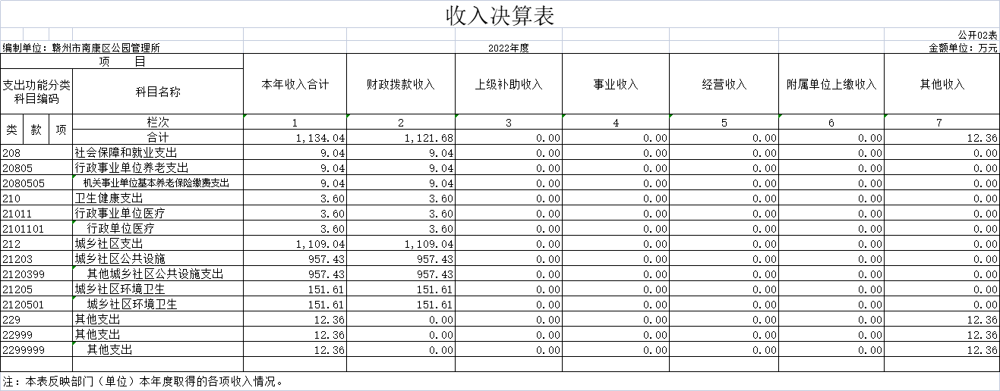 收入决算表
公开02表
编制单位：赣州市南康区公园管理所 2022年度 金额单位：万元
项 目 本年收入合计 财政拨款收入 上级补助收入 事业收入 经营收入 附属单位上缴收入 其他收入
支出功能分类科目编码 科目名称
类 款 项 栏次 1 2 3 4 5 6 7
合计 1,134.04 1,121.68 0.00 0.00 0.00 0.00 12.36
208 社会保障和就业支出 9.04 9.04 0.00 0.00 0.00 0.00 0.00
20805 行政事业单位养老支出 9.04 9.04 0.00 0.00 0.00 0.00 0.00
2080505 机关事业单位基本养老保险缴费支出 9.04 9.04 0.00 0.00 0.00 0.00 0.00
210 卫生健康支出 3.60 3.60 0.00 0.00 0.00 0.00 0.00
21011 行政事业单位医疗 3.60 3.60 0.00 0.00 0.00 0.00 0.00
2101101 行政单位医疗 3.60 3.60 0.00 0.00 0.00 0.00 0.00
212 城乡社区支出 1,109.04 1,109.04 0.00 0.00 0.00 0.00 0.00
21203 城乡社区公共设施 957.43 957.43 0.00 0.00 0.00 0.00 0.00
2120399 其他城乡社区公共设施支出 957.43 957.43 0.00 0.00 0.00 0.00 0.00
21205 城乡社区环境卫生 151.61 151.61 0.00 0.00 0.00 0.00 0.00
2120501 城乡社区环境卫生 151.61 151.61 0.00 0.00 0.00 0.00 0.00
229 其他支出 12.36 0.00 0.00 0.00 0.00 0.00 12.36
22999 其他支出 12.36 0.00 0.00 0.00 0.00 0.00 12.36
2299999 其他支出 12.36 0.00 0.00 0.00 0.00 0.00 12.36
注：本表反映部门（单位）本年度取得的各项收入情况。